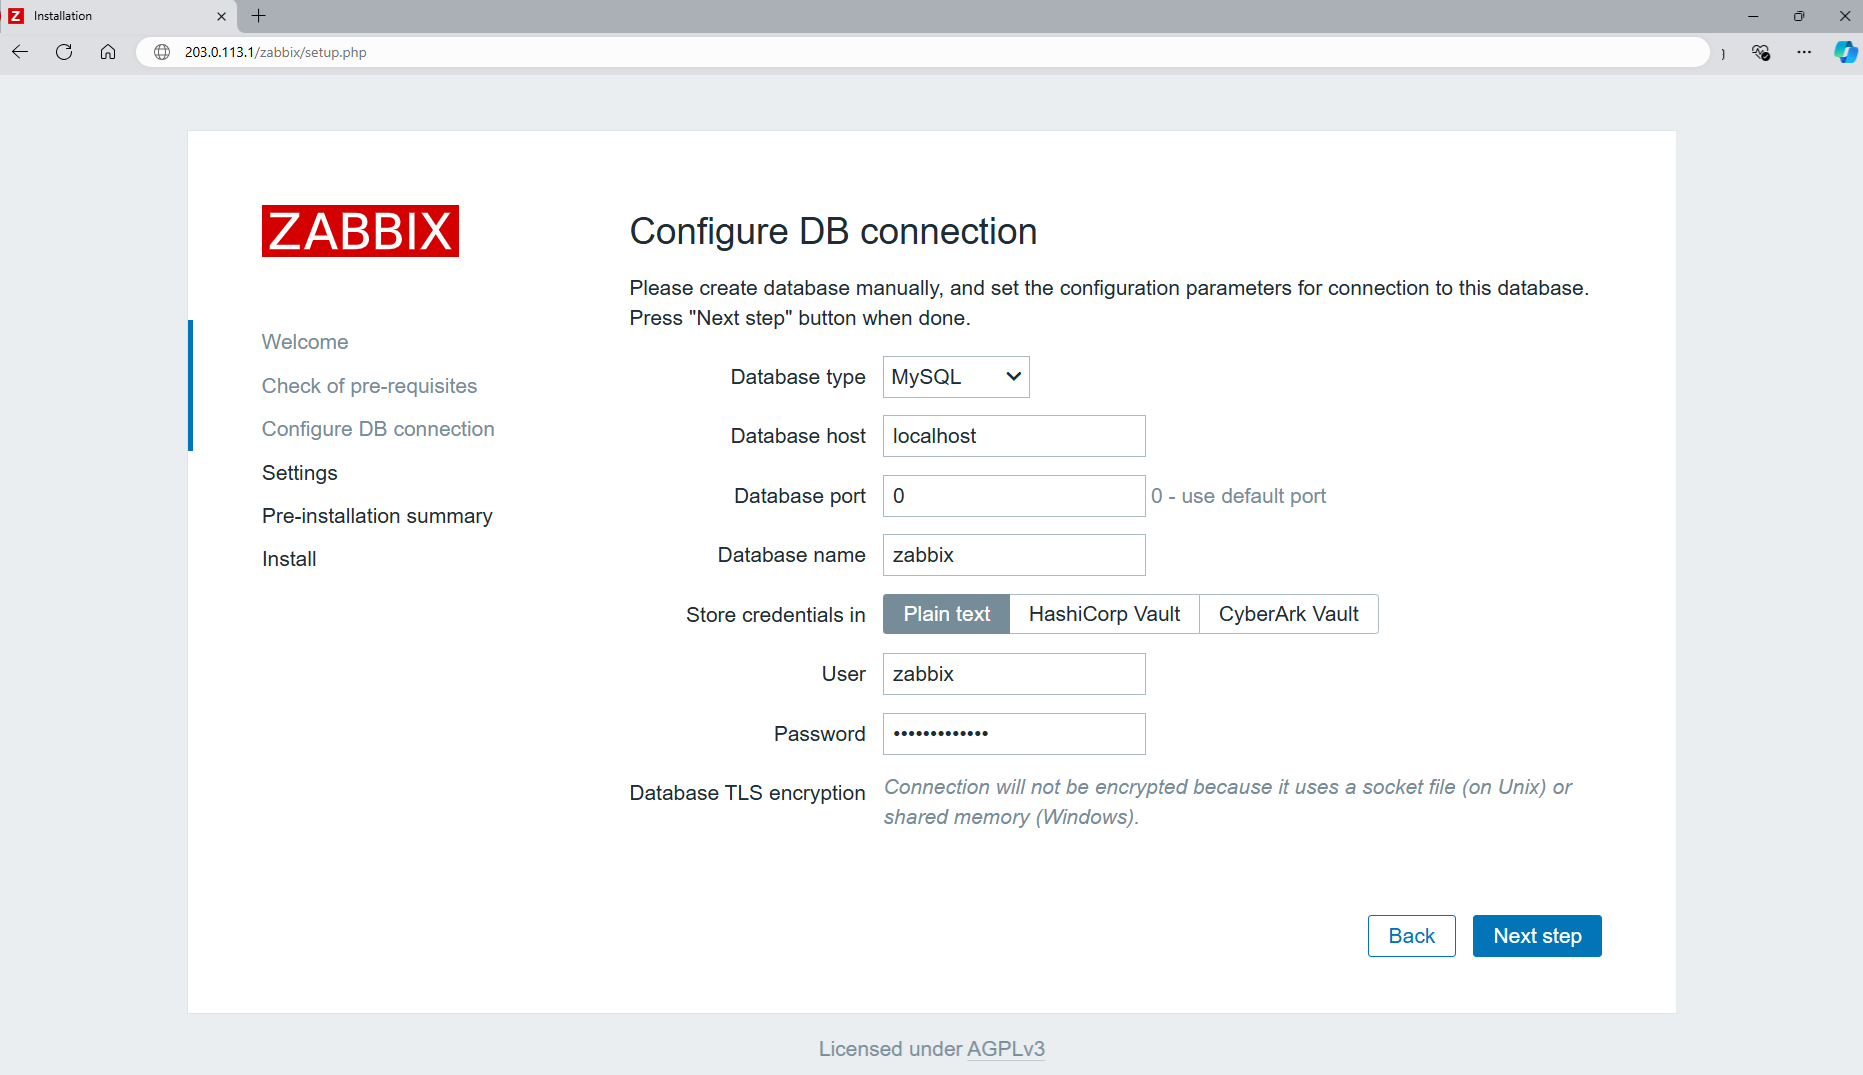 Installation
203.0.113.1/zabbix/setup.php
ZABBIX
Welcome
Check of pre-requisites
Configure DB connection
Settings
Pre-installation summary
Install
Configure DB connection
Please create database manually, and set the configuration parameters for connection to this database.
Press "Next step" button when done.
Database type MySQL
Database host localhost
Database port 0 0 - use default port
Database name zabbix
Store credentials in Plain text HashiCorp Vault CyberArk Vault
User zabbix
Password •••••••••••••
Database TLS encryption Connection will not be encrypted because it uses a socket file (on Unix) or
shared memory (Windows).
Back Next step
Licensed under AGPLv3